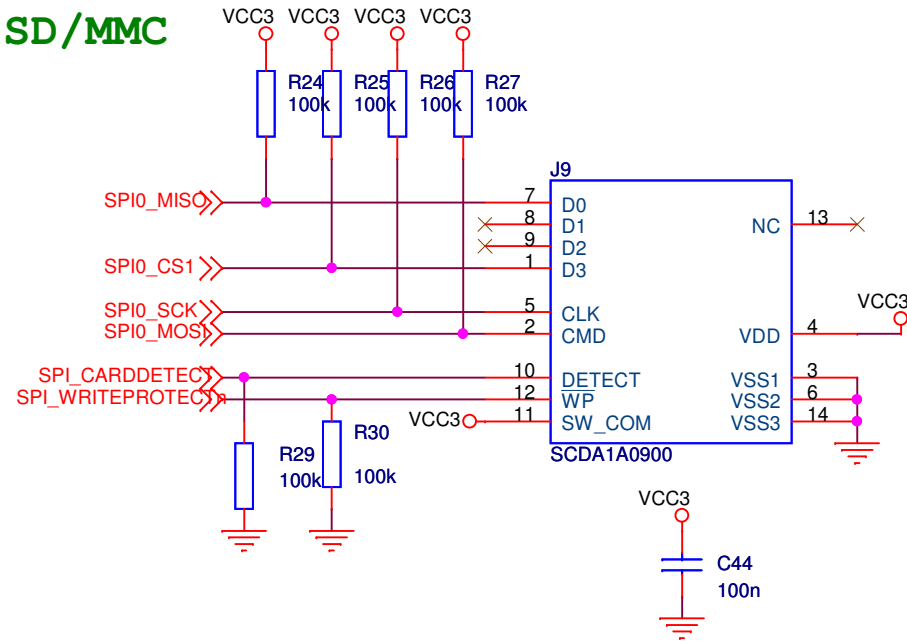 SD/MMC
VCC3 VCC3 VCC3 VCC3
R24 R25 R26 R27
100k 100k 100k 100k
J9
SPI0_MISO 7 D0
8 D1 NC 13
9 D2
SPI0_CS1 1 D3
VCC3
SPI0_SCK 5 CLK
SPI0_MOSI 2 CMD VDD 4
SPI_CARDDETECT 10 DETECT VSS1 3
SPI_WRITEPROTECTn 12 WP VSS2 6
VCC3 11 SW_COM VSS3 14
SCDA1A0900
R29 R30
100k 100k
VCC3
C44
100n